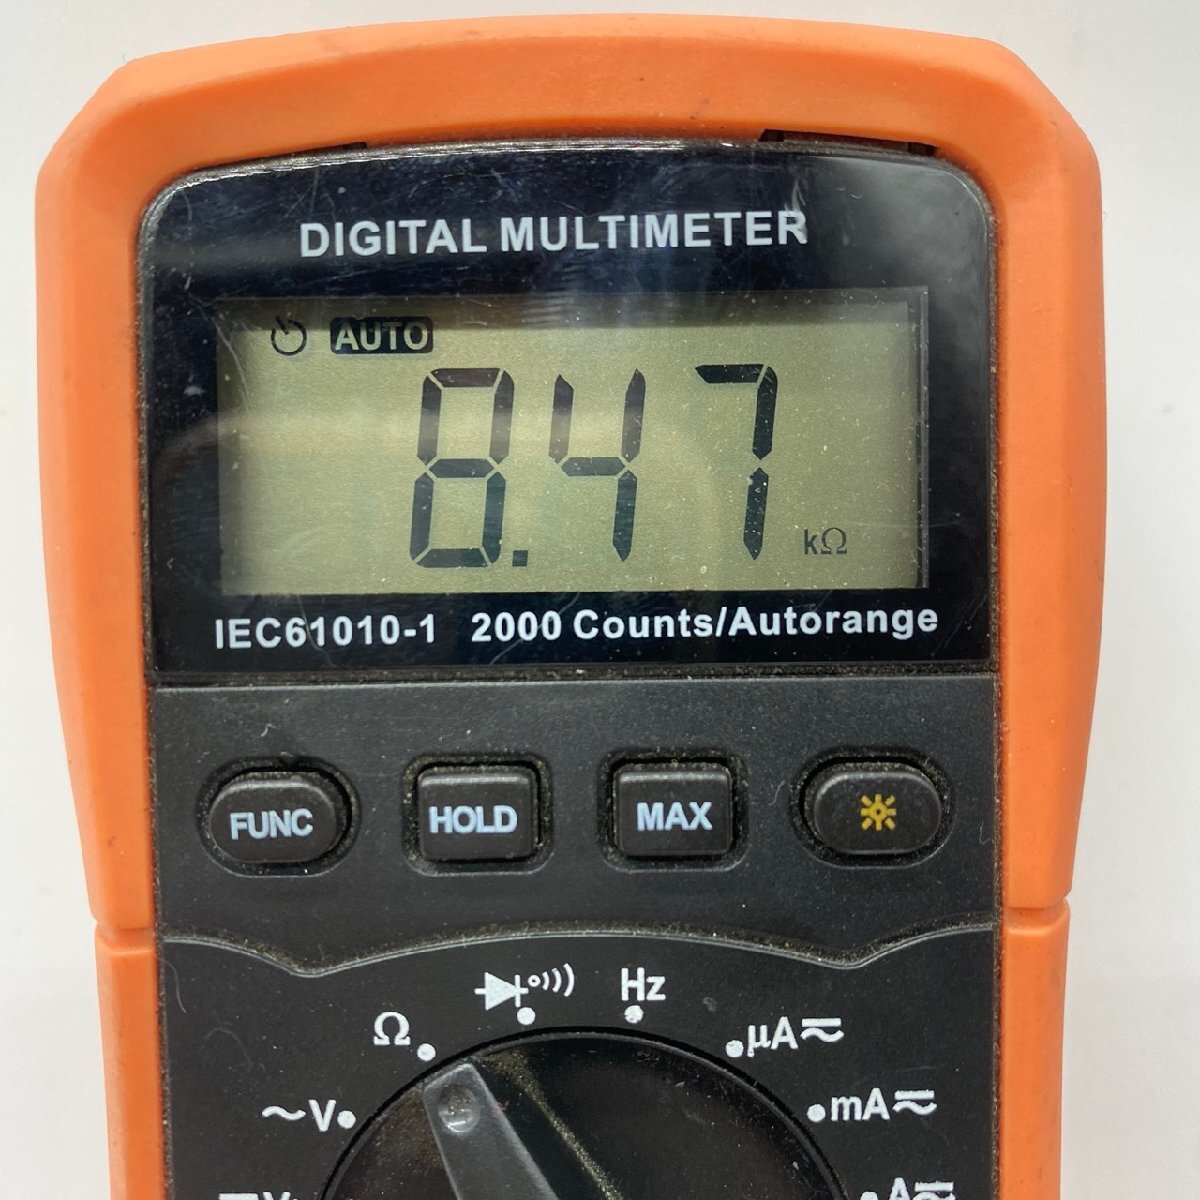 DIGITAL MULTIMETER
AUTO
8.47 kΩ
IEC61010-1 2000 Counts/Autorange
FUNC HOLD MAX
Hz
Ω
µA
~V
mA